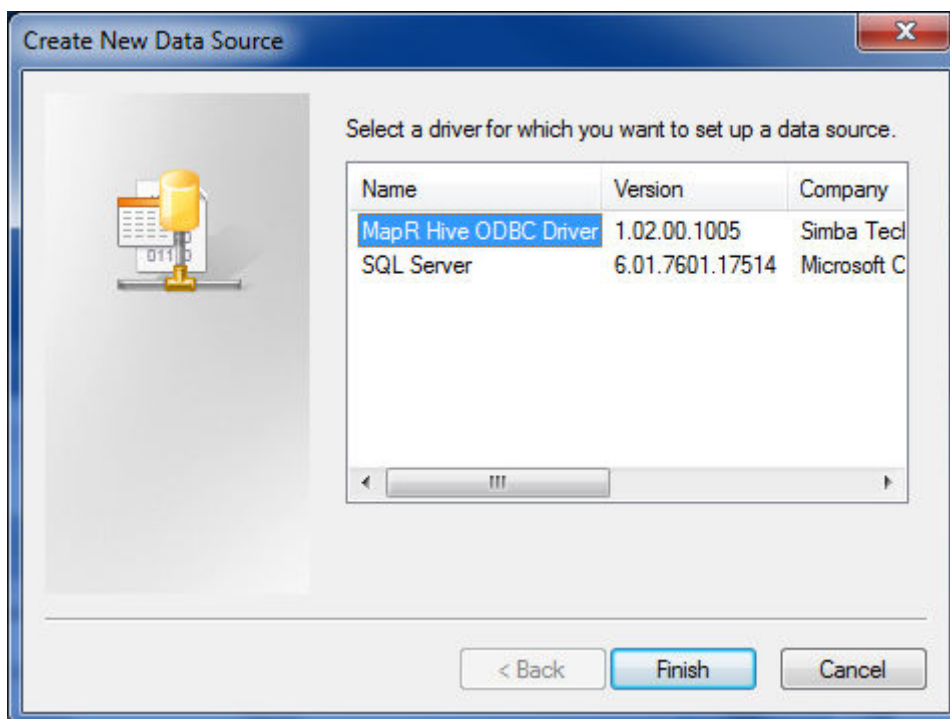 Create New Data Source
Select a driver for which you want to set up a data source.
Name Version Company
MapR Hive ODBC Driver 1.02.00.1005 Simba Tecl
SQL Server 6.01.7601.17514 Microsoft C
< Back Finish Cancel